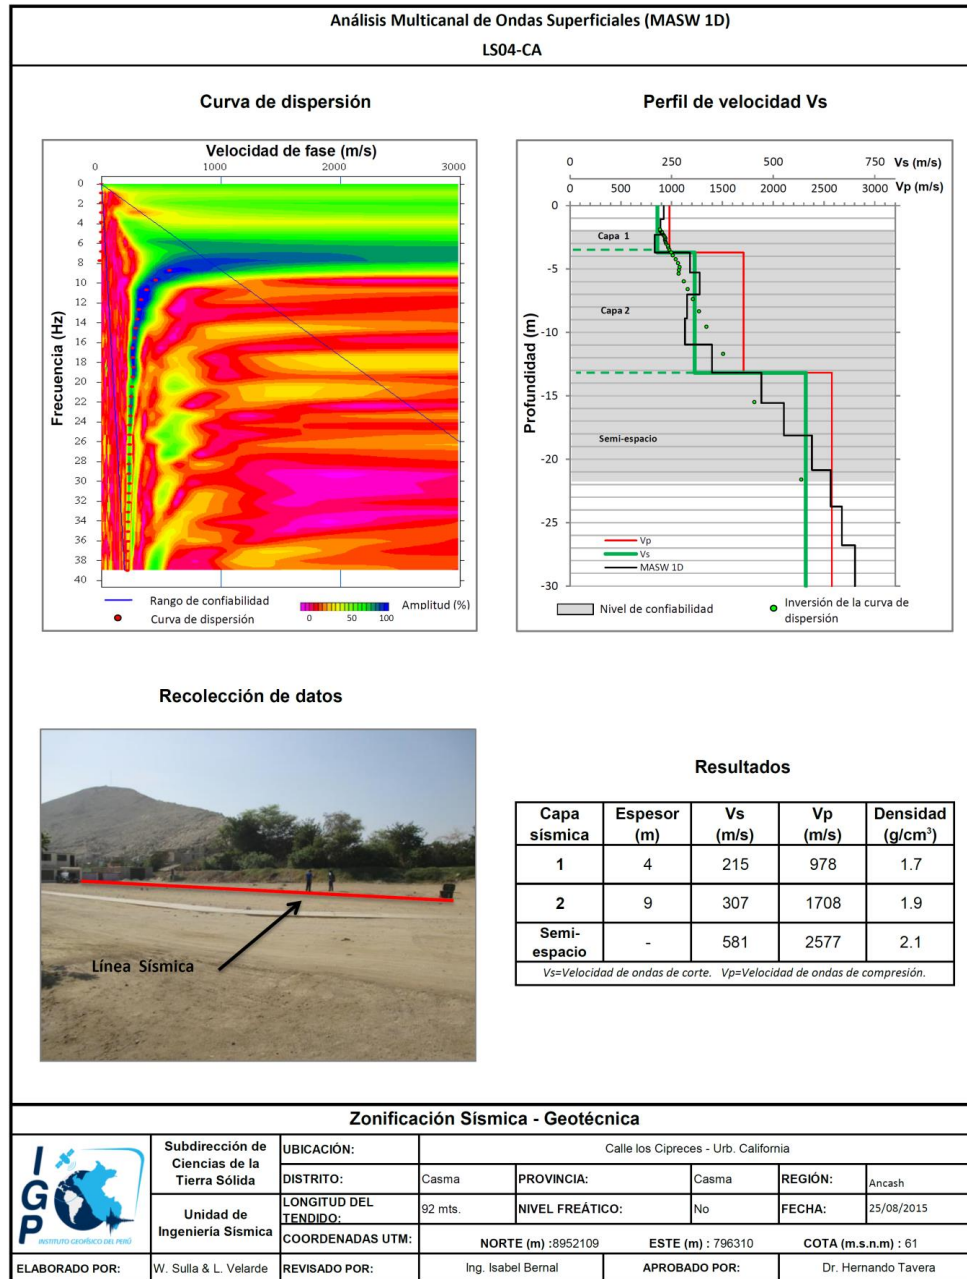 Análisis Multicanal de Ondas Superficiales (MASW 1D)
LS04-CA
Curva de dispersión
Velocidad de fase (m/s)
0 1000 2000 3000
Frecuencia (Hz)
0
2
4
6
8
10
12
14
16
18
20
22
24
26
28
30
32
34
36
38
40
Rango de confiabilidad
Curva de dispersión
Amplitud (%)
0 50 100
Perfil de velocidad Vs
0 250 500 750 Vs (m/s)
0 500 1000 1500 2000 2500 3000 Vp (m/s)
Profundidad (m)
0
-5
-10
-15
-20
-25
-30
Capa 1
Capa 2
Semi-espacio
Vp
Vs
MASW 1D
Nivel de confiabilidad
Inversión de la curva de
dispersión
Recolección de datos
Línea Sísmica
Resultados
Capa sísmica Espesor (m) Vs (m/s) Vp (m/s) Densidad (g/cm³)
1 4 215 978 1.7
2 9 307 1708 1.9
Semi-espacio - 581 2577 2.1
Vs=Velocidad de ondas de corte. Vp=Velocidad de ondas de compresión.
Zonificación Sísmica - Geotécnica
IGP
INSTITUTO GEOFÍSICO DEL PERÚ
Subdirección de
Ciencias de la
Tierra Sólida
Unidad de
Ingeniería Sísmica
UBICACIÓN: Calle los Cipreces - Urb. California
DISTRITO: Casma PROVINCIA: Casma REGIÓN: Ancash
LONGITUD DEL TENDIDO: 92 mts. NIVEL FREÁTICO: No FECHA: 25/08/2015
COORDENADAS UTM: NORTE (m) :8952109 ESTE (m) : 796310 COTA (m.s.n.m) : 61
ELABORADO POR: W. Sulla & L. Velarde REVISADO POR: Ing. Isabel Bernal APROBADO POR: Dr. Hernando Tavera